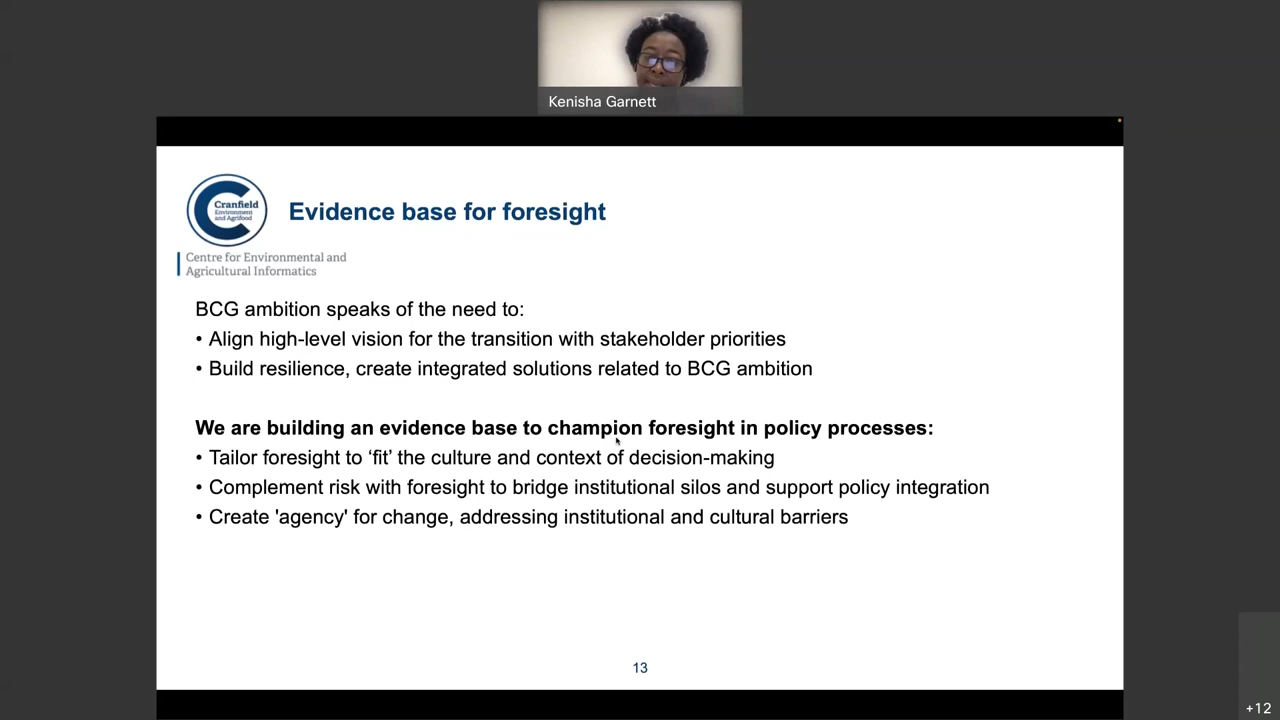 Kenisha Garnett
Cranfield
Environment
and Agrifood
Evidence base for foresight
Centre for Environmental and
Agricultural Informatics
BCG ambition speaks of the need to:
• Align high-level vision for the transition with stakeholder priorities
• Build resilience, create integrated solutions related to BCG ambition
We are building an evidence base to champion foresight in policy processes:
• Tailor foresight to ‘fit’ the culture and context of decision-making
• Complement risk with foresight to bridge institutional silos and support policy integration
• Create 'agency' for change, addressing institutional and cultural barriers
13
+12